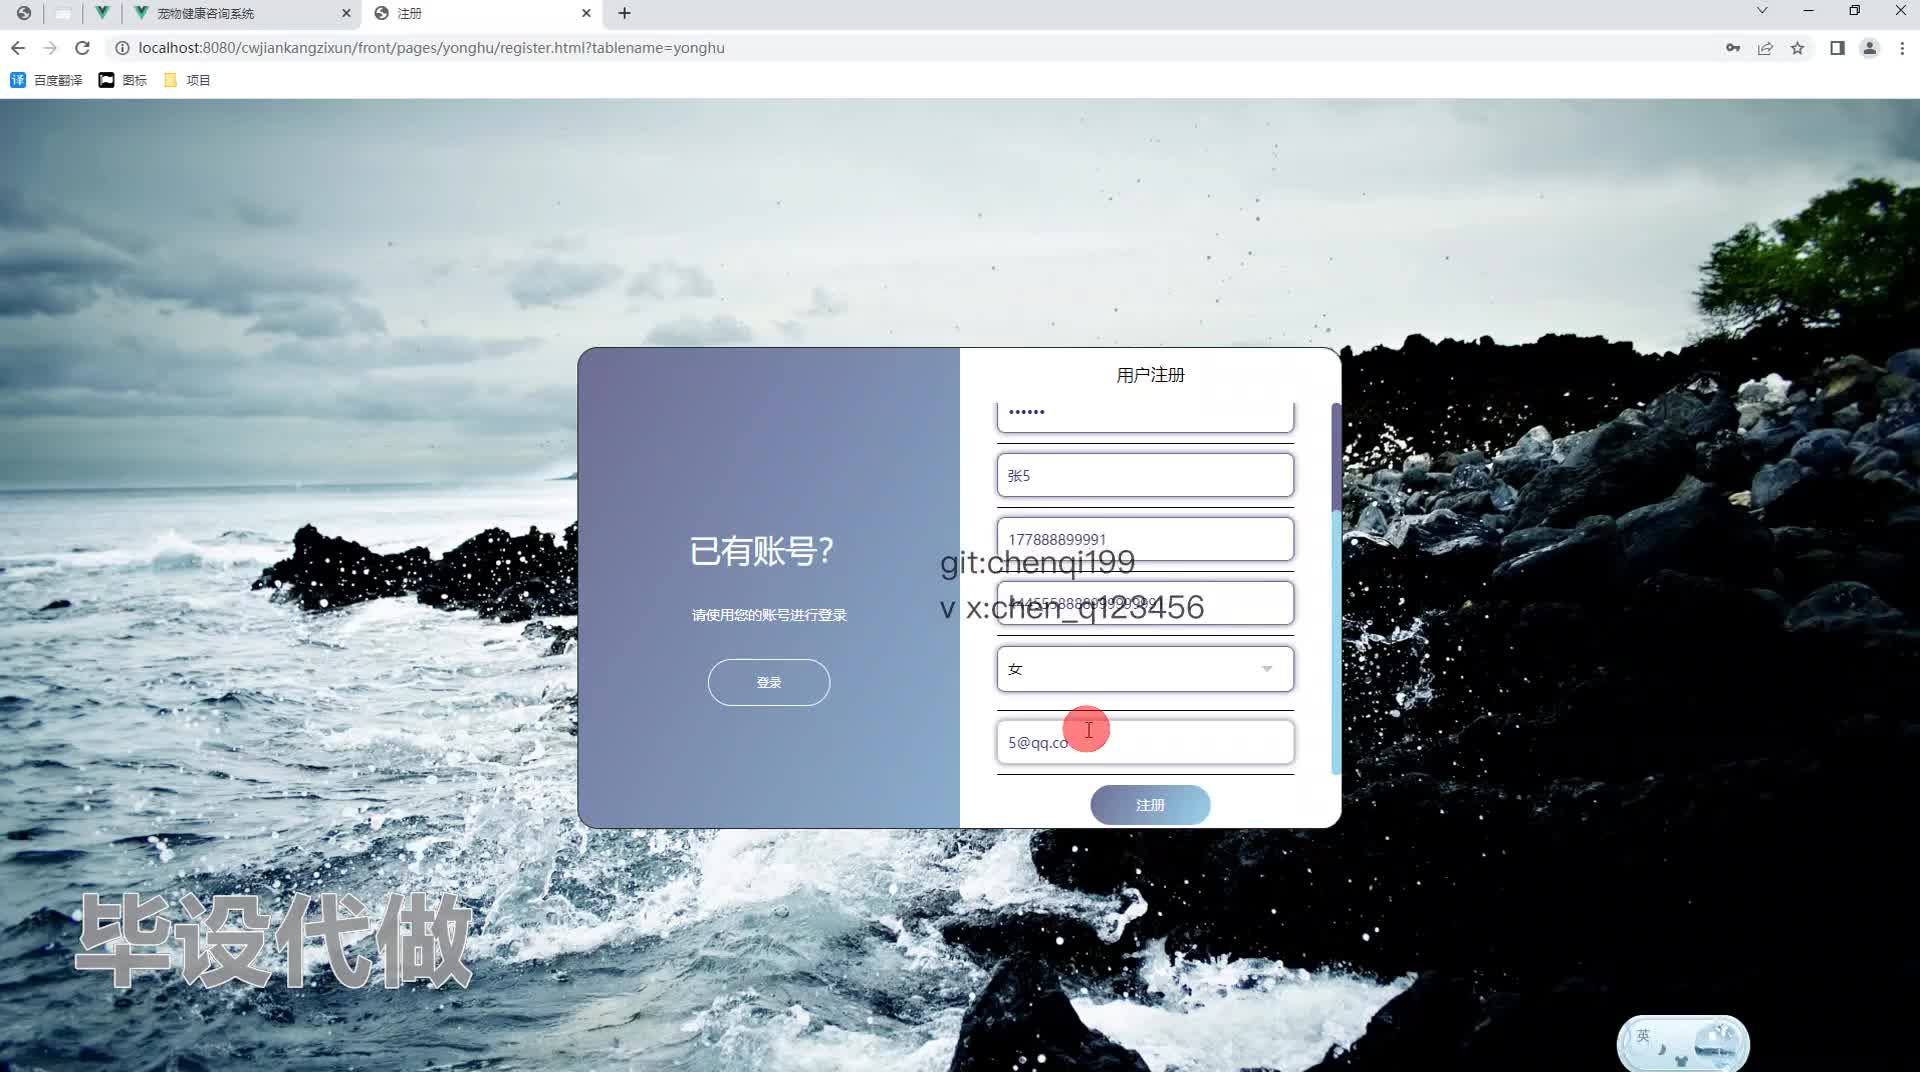 宠物健康咨询系统
注册
localhost:8080/cwjiankangzixun/front/pages/yonghu/register.html?tablename=yonghu
译 百度翻译
图标
项目
用户注册
••••••
张5
177888899991
git:chenqi199
v x:chen_q123456
女
5@qq.co
注册
已有账号?
请使用您的账号进行登录
登录
毕设代做
英